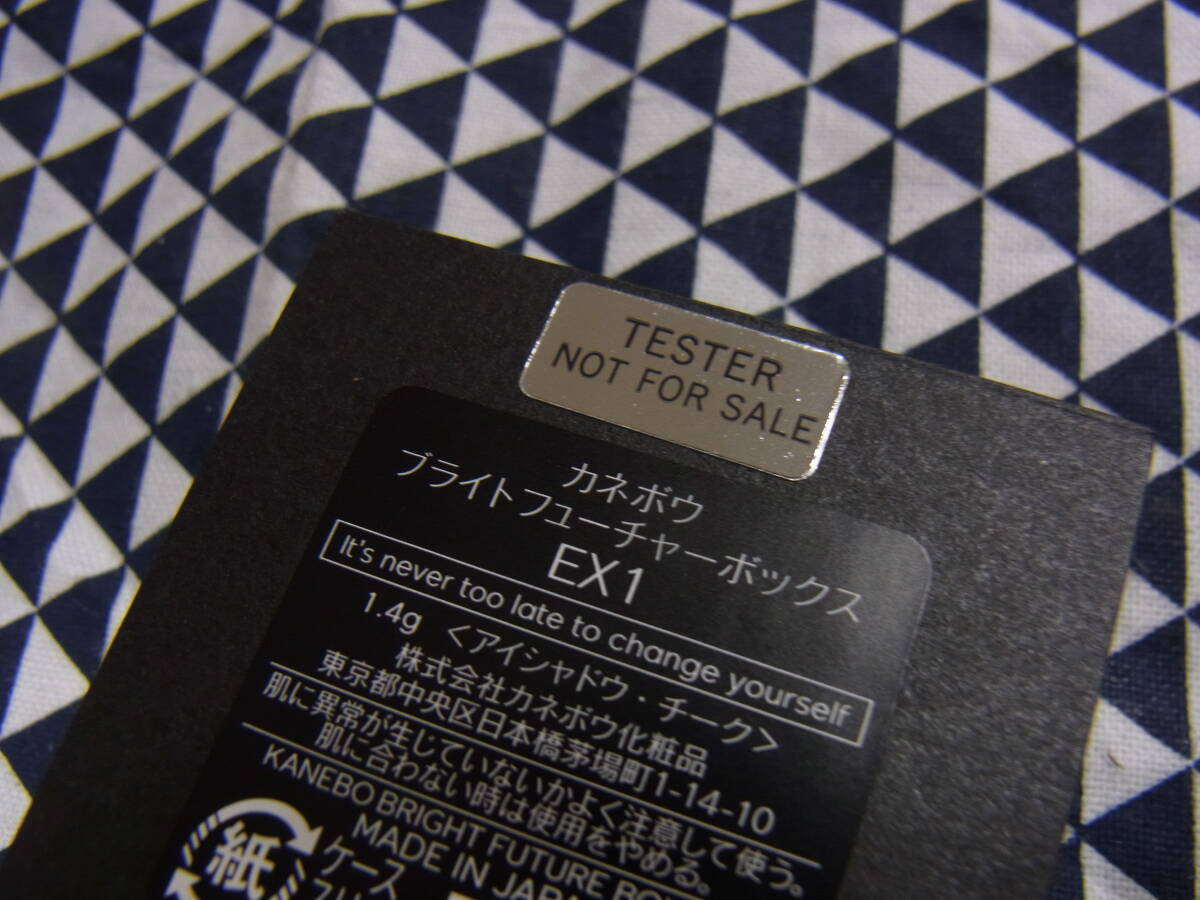 TESTER
NOT FOR SALE
カネボウ
ブライトフューチャーボックス
EX1
It's never too late to change yourself
1.4g <アイシャドウ・チーク>
株式会社カネボウ化粧品
東京都中央区日本橋茅場町1-14-10
肌に異常が生じていないかよく注意して使う。
肌に合わない時は使用をやめる。
KANEBO BRIGHT FUTURE
MADE IN
紙
ケース